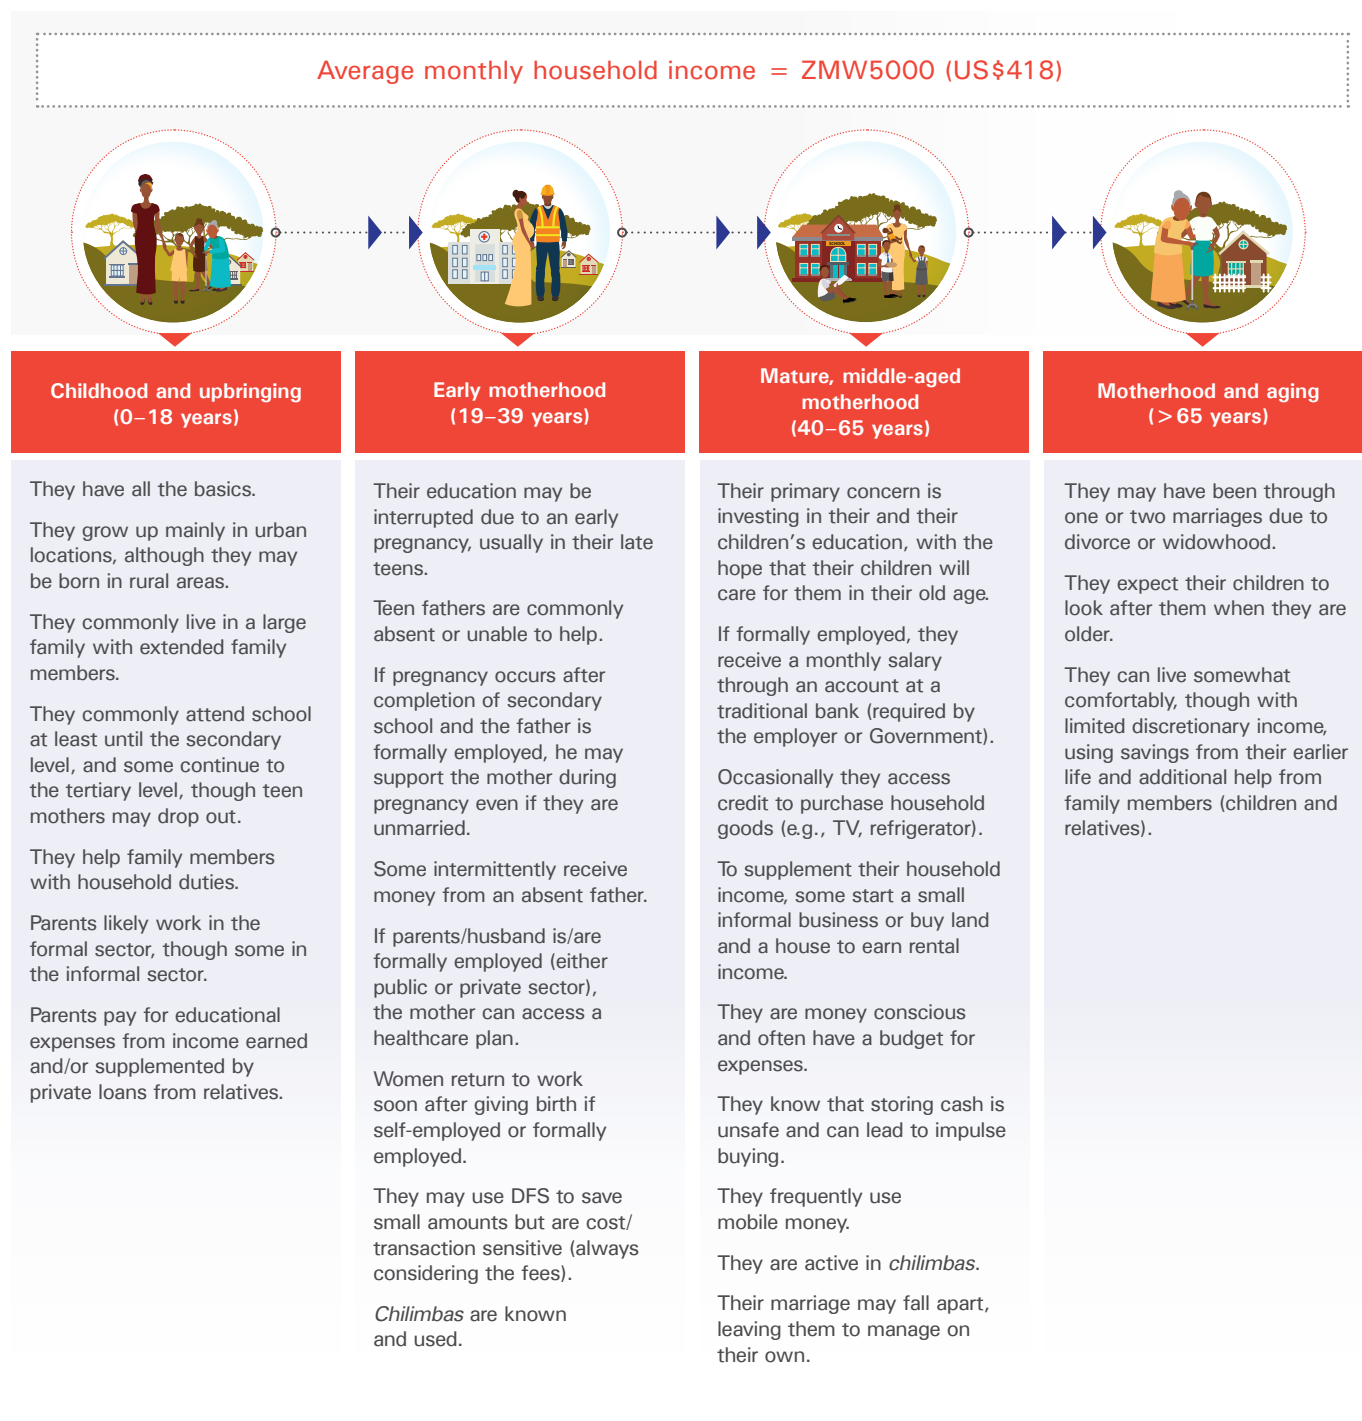 Average monthly household income = ZMW5000 (US$418)
SCHOOL
Childhood and upbringing
(0–18 years)
They have all the basics.
They grow up mainly in urban
locations, although they may
be born in rural areas.
They commonly live in a large
family with extended family
members.
They commonly attend school
at least until the secondary
level, and some continue to
the tertiary level, though teen
mothers may drop out.
They help family members
with household duties.
Parents likely work in the
formal sector, though some in
the informal sector.
Parents pay for educational
expenses from income earned
and/or supplemented by
private loans from relatives.
Early motherhood
(19–39 years)
Their education may be
interrupted due to an early
pregnancy, usually in their late
teens.
Teen fathers are commonly
absent or unable to help.
If pregnancy occurs after
completion of secondary
school and the father is
formally employed, he may
support the mother during
pregnancy even if they are
unmarried.
Some intermittently receive
money from an absent father.
If parents/husband is/are
formally employed (either
public or private sector),
the mother can access a
healthcare plan.
Women return to work
soon after giving birth if
self-employed or formally
employed.
They may use DFS to save
small amounts but are cost/
transaction sensitive (always
considering the fees).
Chilimbas are known
and used.
Mature, middle-aged
motherhood
(40–65 years)
Their primary concern is
investing in their and their
children's education, with the
hope that their children will
care for them in their old age.
If formally employed, they
receive a monthly salary
through an account at a
traditional bank (required by
the employer or Government).
Occasionally they access
credit to purchase household
goods (e.g., TV, refrigerator).
To supplement their household
income, some start a small
informal business or buy land
and a house to earn rental
income.
They are money conscious
and often have a budget for
expenses.
They know that storing cash is
unsafe and can lead to impulse
buying.
They frequently use
mobile money.
They are active in chilimbas.
Their marriage may fall apart,
leaving them to manage on
their own.
Motherhood and aging
(>65 years)
They may have been through
one or two marriages due to
divorce or widowhood.
They expect their children to
look after them when they are
older.
They can live somewhat
comfortably, though with
limited discretionary income,
using savings from their earlier
life and additional help from
family members (children and
relatives).